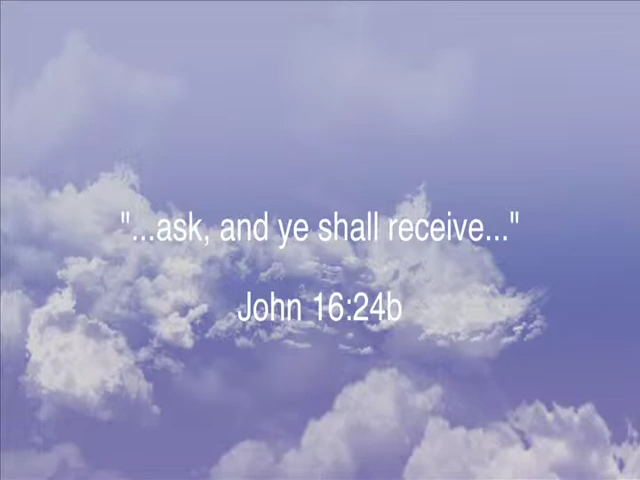 "...ask, and ye shall receive..."
John 16:24b